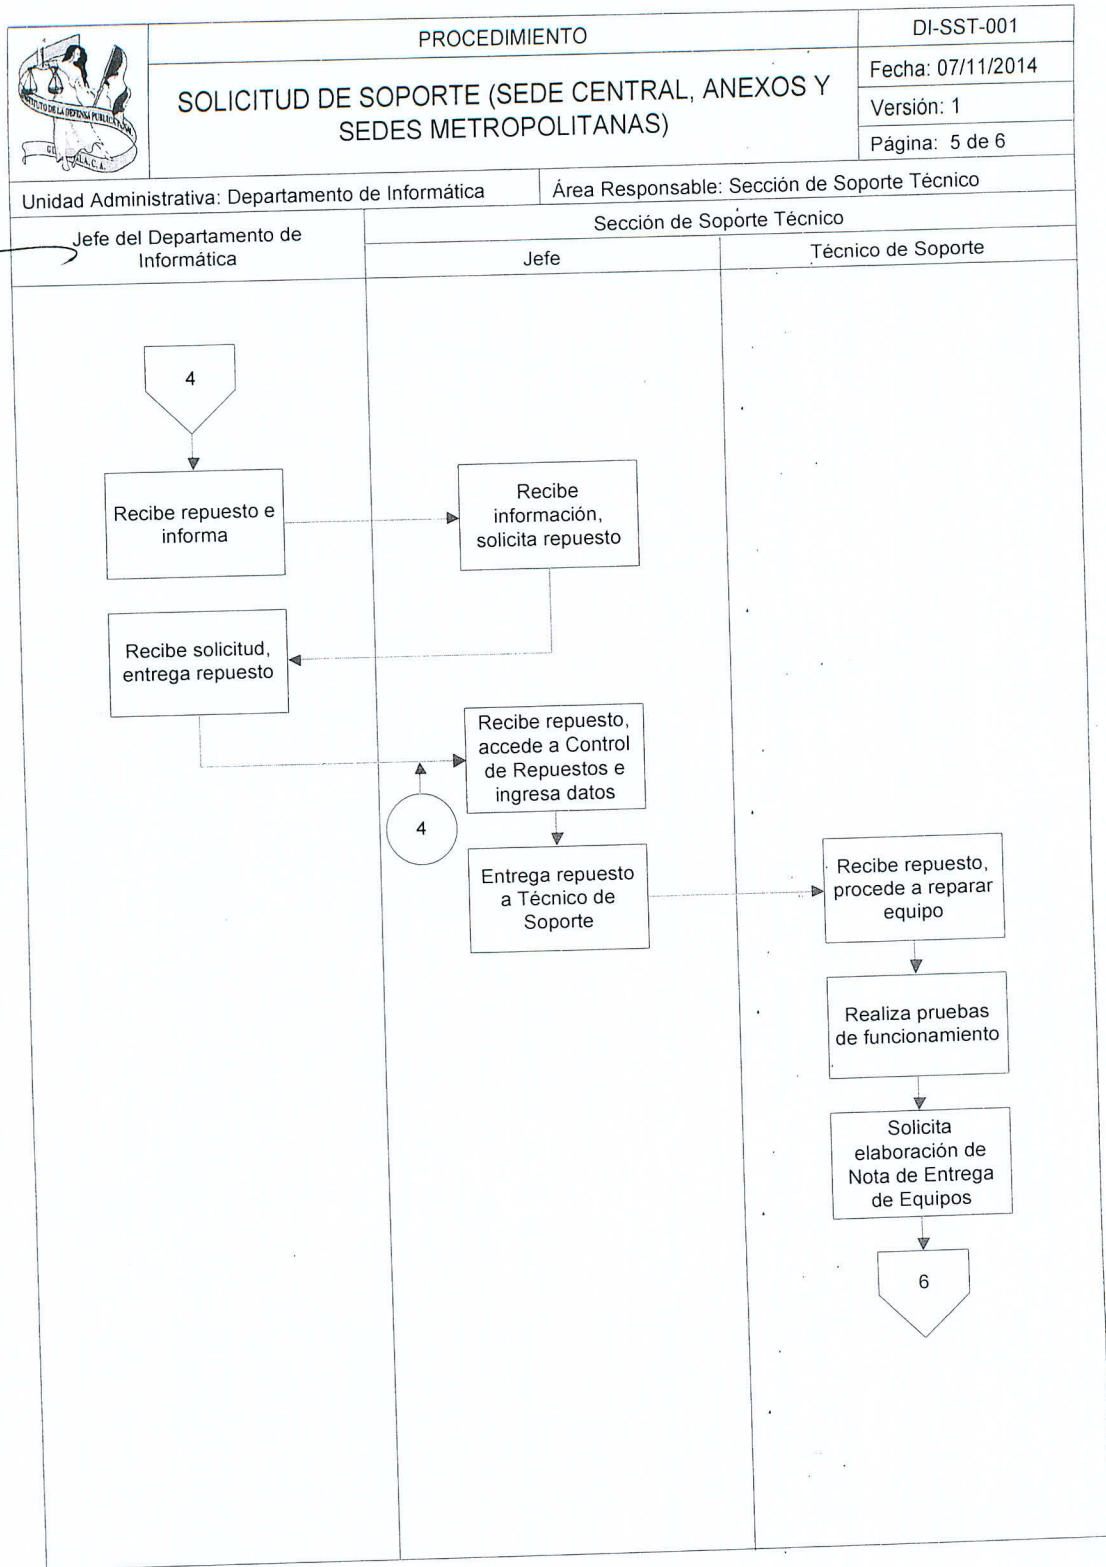 PROCEDIMIENTO
DI-SST-001
SOLICITUD DE SOPORTE (SEDE CENTRAL, ANEXOS Y
SEDES METROPOLITANAS)
Fecha: 07/11/2014
Versión: 1
Página: 5 de 6
Unidad Administrativa: Departamento de Informática
Área Responsable: Sección de Soporte Técnico
Jefe del Departamento de
Informática
Sección de Soporte Técnico
Jefe
Técnico de Soporte
4
Recibe repuesto e
informa
Recibe
información,
solicita repuesto
Recibe solicitud,
entrega repuesto
Recibe repuesto,
accede a Control
de Repuestos e
ingresa datos
4
Entrega repuesto
a Técnico de
Soporte
Recibe repuesto,
procede a reparar
equipo
Realiza pruebas
de funcionamiento
Solicita
elaboración de
Nota de Entrega
de Equipos
6